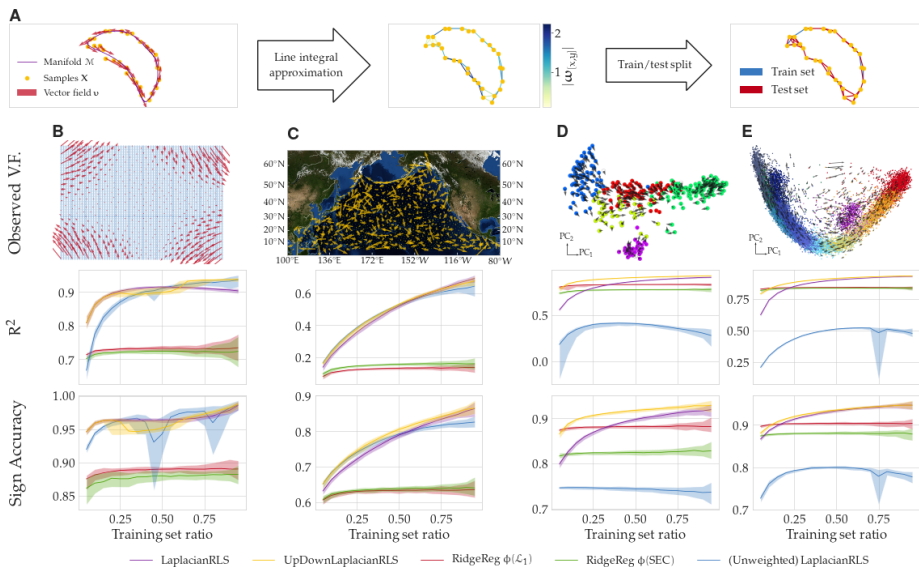 A
Manifold ℳ
Samples X
Vector field υ
Line integral
approximation
2
1
|ω[x,y]|
Train/test split
Train set
Test set
B
C
D
E
Observed V.F.
60°N
50°N
40°N
30°N
20°N
10°N
60°N
50°N
40°N
30°N
20°N
10°N
100°E 136°E 172°E 152°W 116°W 80°W
PC₂
PC₁
PC₂
PC₁
R²
0.9
0.8
0.7
0.6
0.4
0.2
0.5
0.0
0.75
0.50
0.25
Sign Accuracy
1.00
0.95
0.90
0.85
0.9
0.8
0.7
0.6
0.9
0.8
0.7
0.9
0.8
0.7
0.25 0.50 0.75
0.25 0.50 0.75
0.25 0.50 0.75
0.25 0.50 0.75
Training set ratio Training set ratio Training set ratio Training set ratio
LaplacianRLS UpDownLaplacianRLS RidgeReg ϕ(ℒ₁) RidgeReg ϕ(SEC) (Unweighted) LaplacianRLS